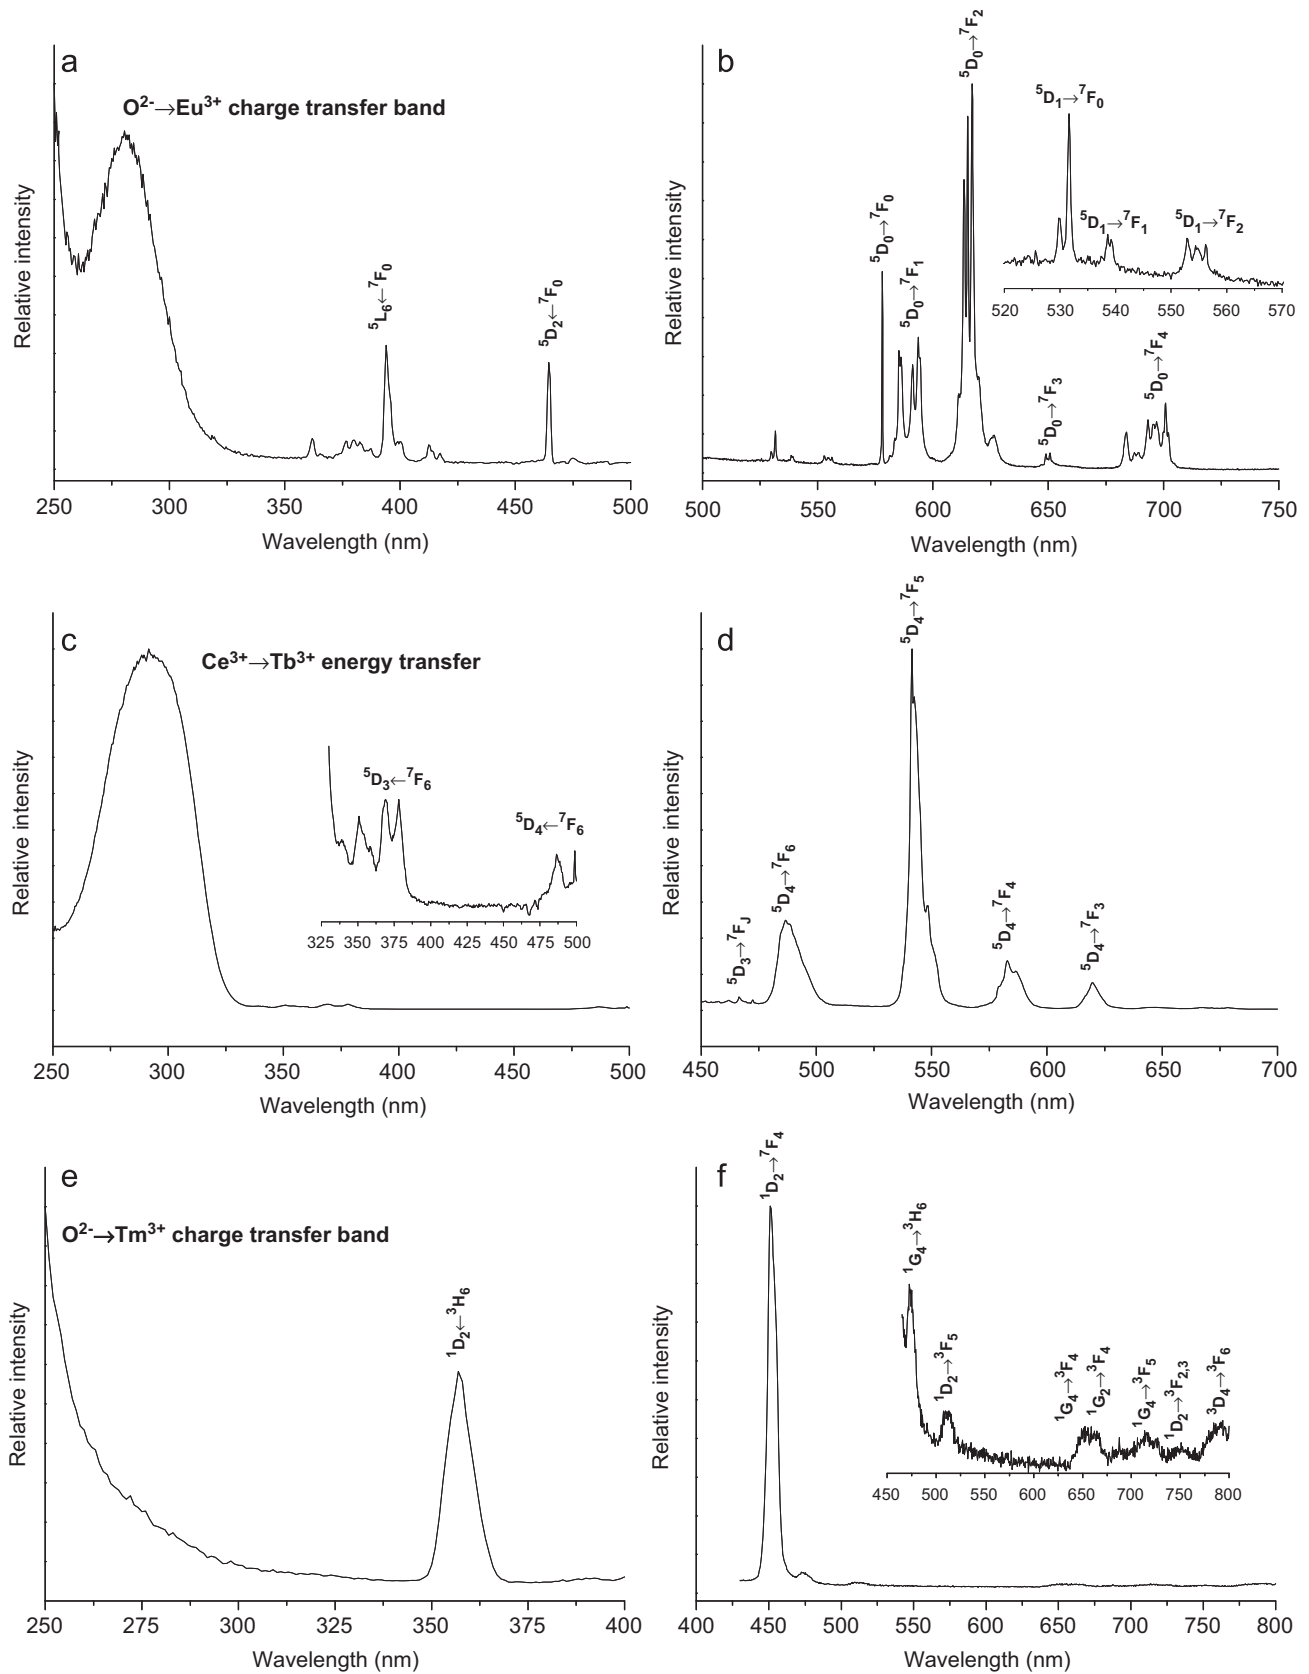 a
O²⁻→Eu³⁺ charge transfer band
⁵L₆←⁷F₀
⁵D₂←⁷F₀
Relative intensity
250 300 350 400 450 500
Wavelength (nm)
b
⁵D₀→⁷F₀
⁵D₀→⁷F₁
⁵D₀→⁷F₂
⁵D₀→⁷F₃
⁵D₀→⁷F₄
⁵D₁→⁷F₀
⁵D₁→⁷F₁
⁵D₁→⁷F₂
520 530 540 550 560 570
Relative intensity
500 550 600 650 700 750
Wavelength (nm)
c
Ce³⁺→Tb³⁺ energy transfer
⁵D₃←⁷F₆
⁵D₄←⁷F₆
325 350 375 400 425 450 475 500
Relative intensity
250 300 350 400 450 500
Wavelength (nm)
d
⁵D₃→⁷F_J
⁵D₄→⁷F₆
⁵D₄→⁷F₅
⁵D₄→⁷F₄
⁵D₄→⁷F₃
Relative intensity
450 500 550 600 650 700
Wavelength (nm)
e
O²⁻→Tm³⁺ charge transfer band
¹D₂←³H₆
Relative intensity
250 275 300 325 350 375 400
Wavelength (nm)
f
¹D₂→⁷F₄
¹G₄→³H₆
¹D₂→³F₅
¹G₄→³F₄
¹G₂→³F₄
¹G₄→³F₅
¹D₂→³F₂,₃
³D₄→³F₆
450 500 550 600 650 700 750 800
Relative intensity
400 450 500 550 600 650 700 750 800
Wavelength (nm)